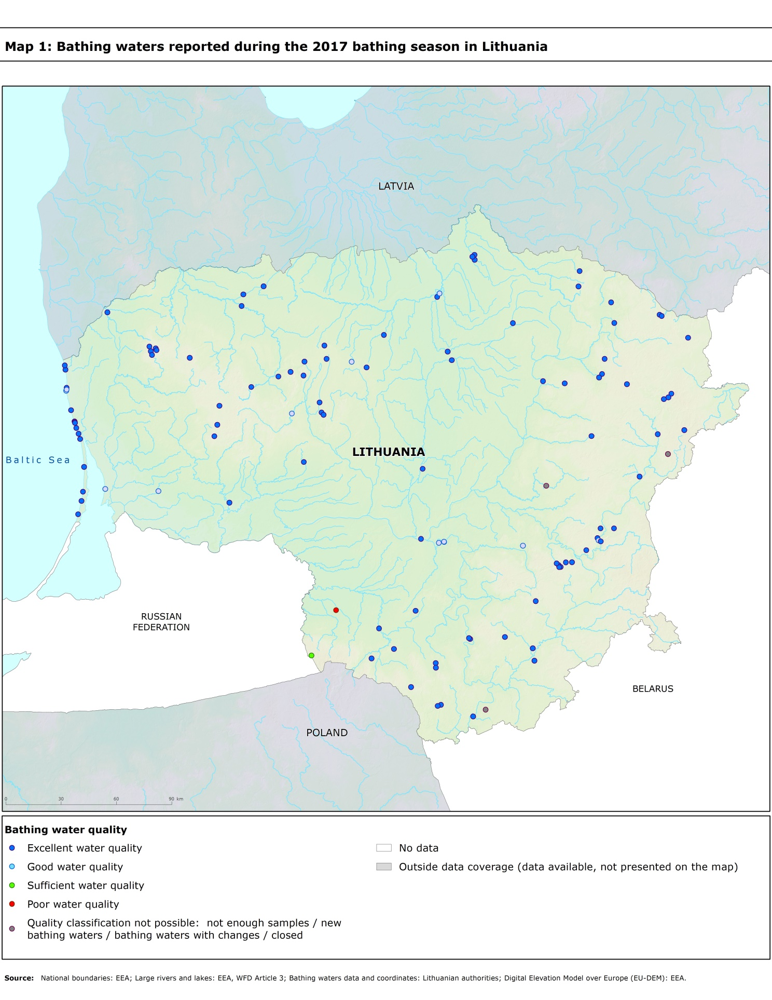 Map 1: Bathing waters reported during the 2017 bathing season in Lithuania
LATVIA
LITHUANIA
Baltic Sea
RUSSIAN
FEDERATION
BELARUS
POLAND
0 30 60 90 km
Bathing water quality
Excellent water quality
Good water quality
Sufficient water quality
Poor water quality
Quality classification not possible: not enough samples / new
bathing waters / bathing waters with changes / closed
No data
Outside data coverage (data available, not presented on the map)
Source: National boundaries: EEA; Large rivers and lakes: EEA, WFD Article 3; Bathing waters data and coordinates: Lithuanian authorities; Digital Elevation Model over Europe (EU-DEM): EEA.